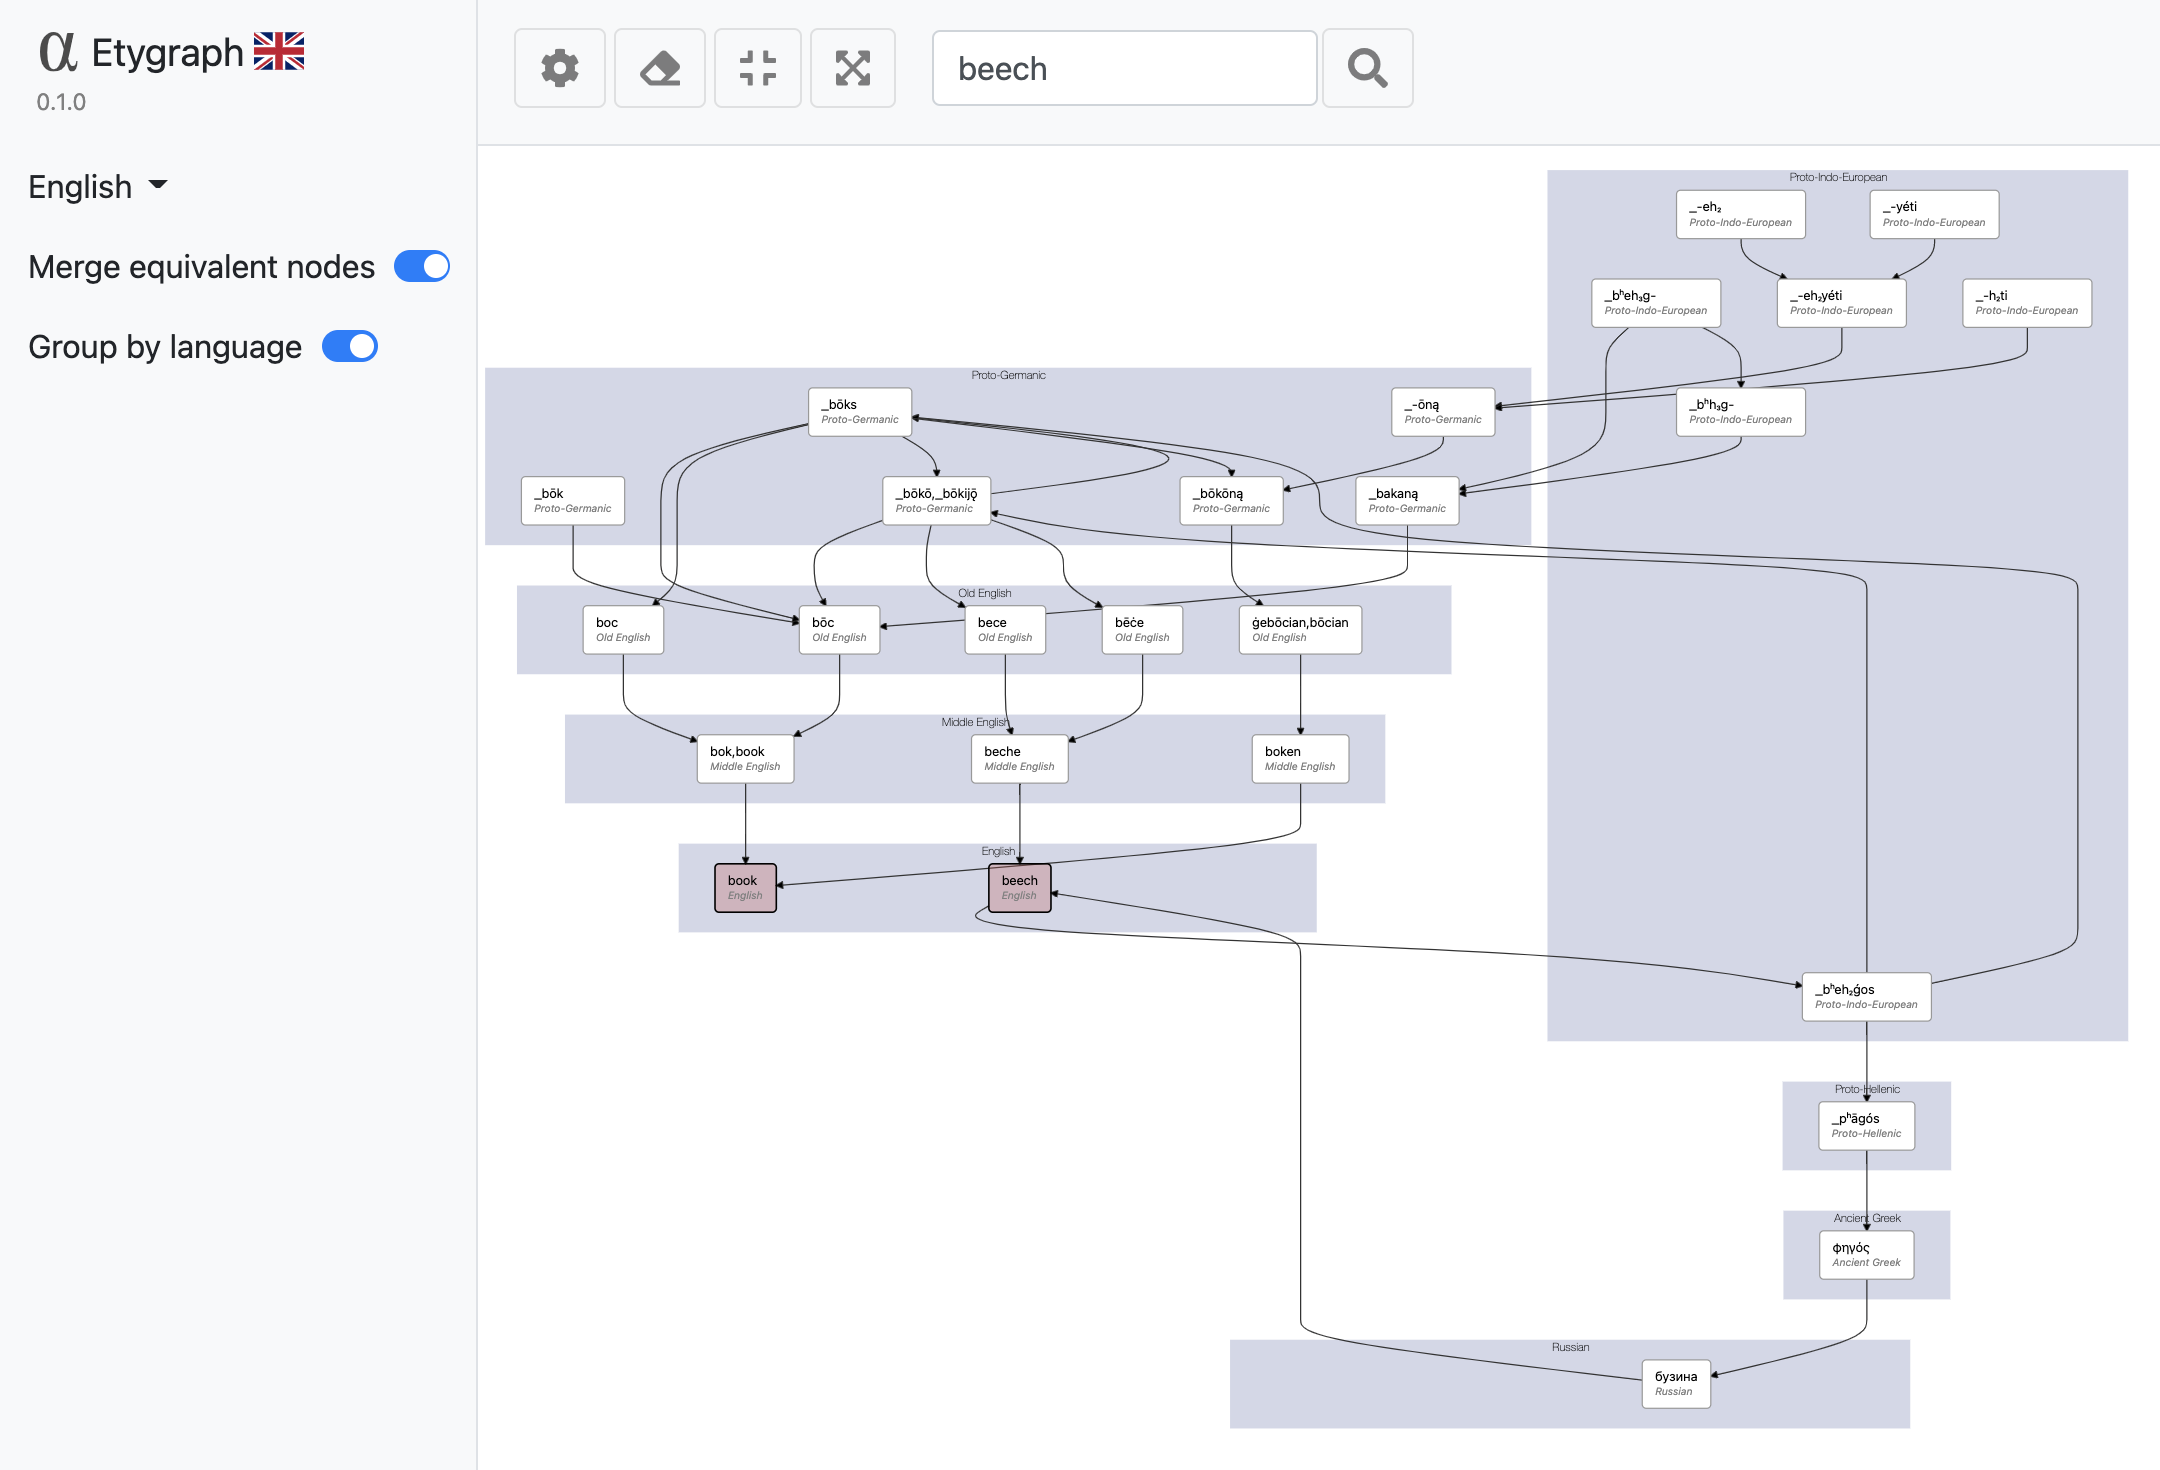 α Etygraph
0.1.0
English
Merge equivalent nodes
Group by language
beech
Proto-Indo-European
_-eh₂
Proto-Indo-European
_-yéti
Proto-Indo-European
_bʰeh₃g-
Proto-Indo-European
_-eh₂yéti
Proto-Indo-European
_-h₂ti
Proto-Indo-European
Proto-Germanic
_bōks
Proto-Germanic
_-ōną
Proto-Germanic
_bʰh₃g-
Proto-Indo-European
_bōk
Proto-Germanic
_bōkō,_bōkijǭ
Proto-Germanic
_bōkōną
Proto-Germanic
_bakaną
Proto-Germanic
Old English
boc
Old English
bōc
Old English
bece
Old English
bēċe
Old English
ġebōcian,bōcian
Old English
Middle English
bok,book
Middle English
beche
Middle English
boken
Middle English
English
book
English
beech
English
_bʰeh₂ǵos
Proto-Indo-European
Proto-Hellenic
_pʰāgós
Proto-Hellenic
Ancient Greek
φηγός
Ancient Greek
Russian
бузина
Russian